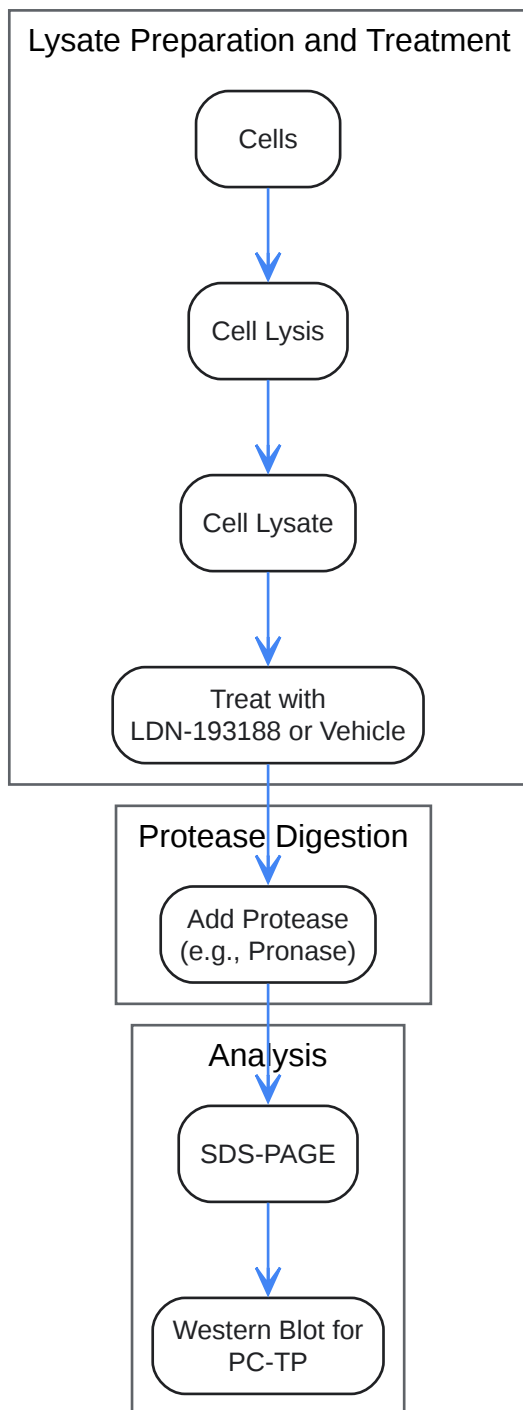 Lysate Preparation and Treatment
Cells
Cell Lysis
Cell Lysate
Treat with
LDN-193188 or Vehicle
Protease Digestion
Add Protease
(e.g., Pronase)
Analysis
SDS-PAGE
Western Blot for
PC-TP